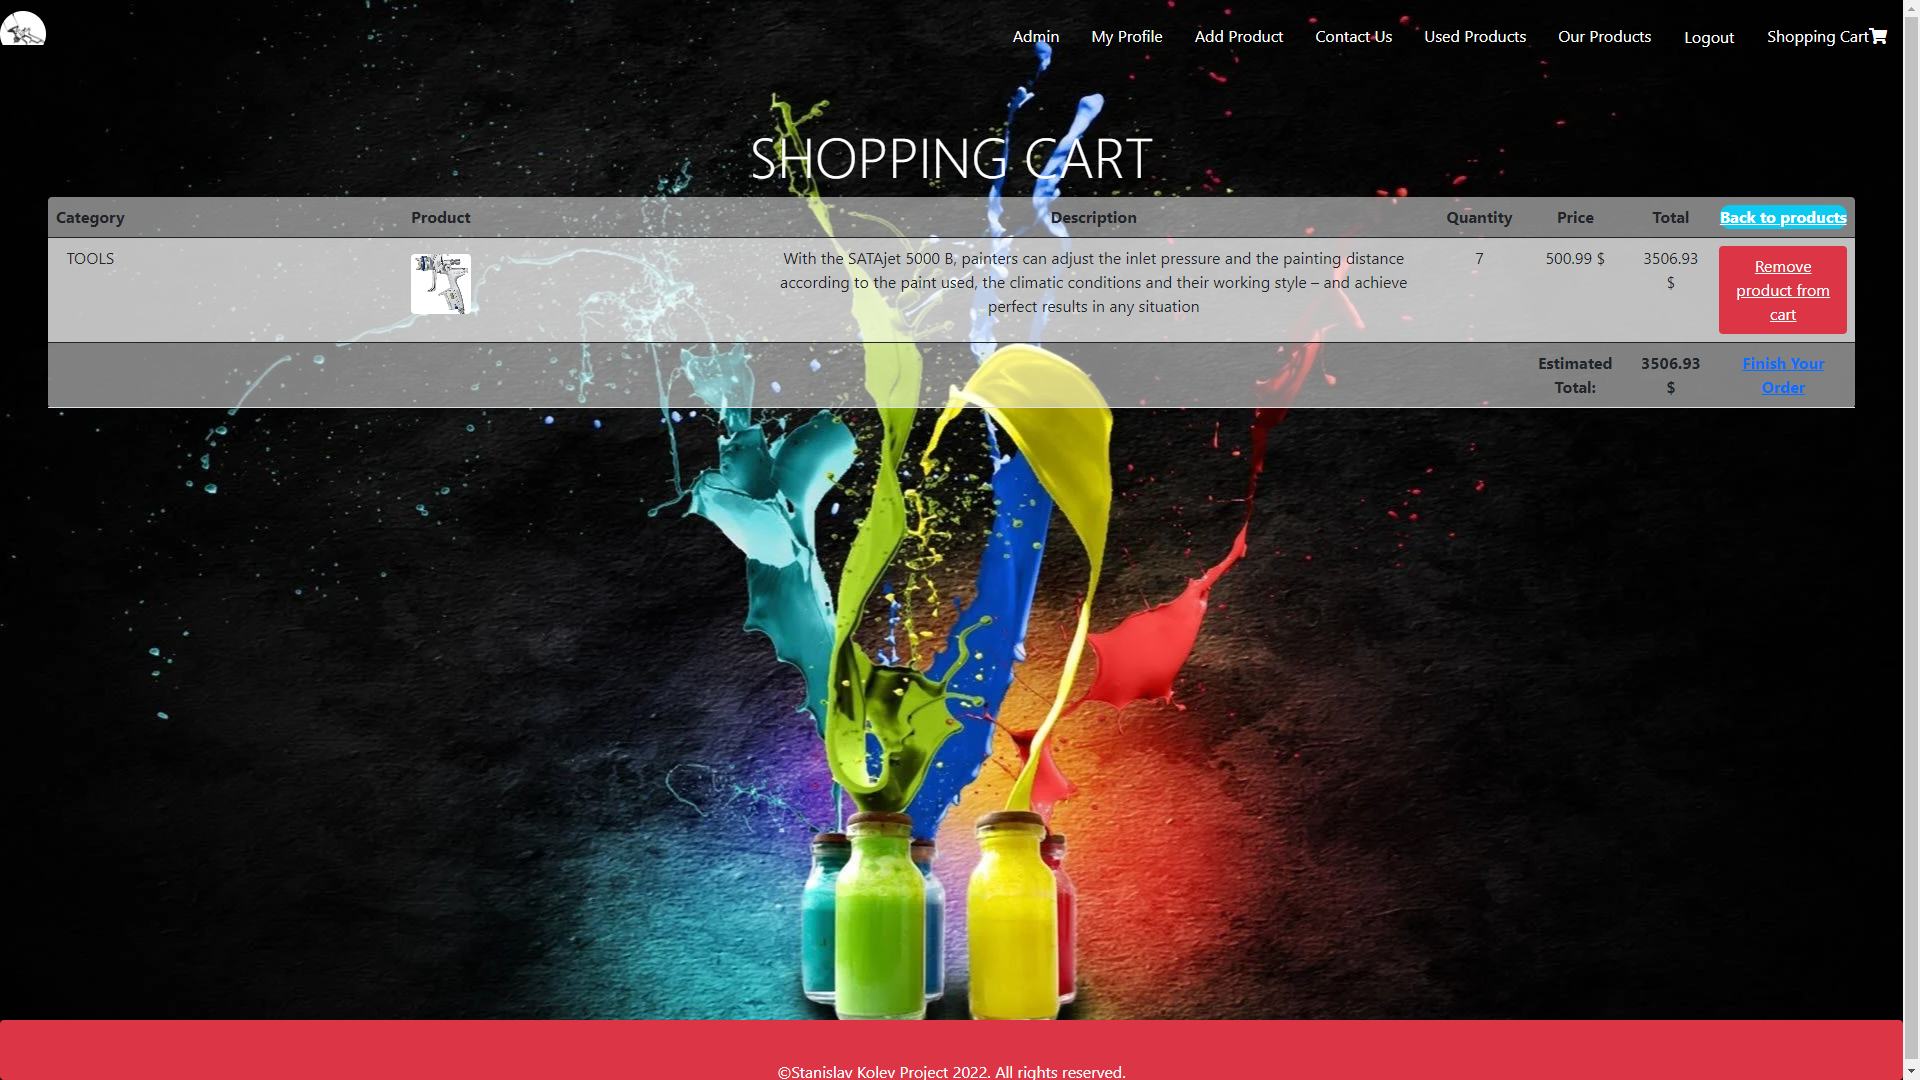 Admin My Profile Add Product Contact Us Used Products Our Products Logout Shopping Cart
SHOPPING CART
Category Product Description Quantity Price Total Back to products
TOOLS With the SATAjet 5000 B, painters can adjust the inlet pressure and the painting distance 7 500.99 $ 3506.93 Remove
according to the paint used, the climatic conditions and their working style – and achieve $ product from
perfect results in any situation cart
Estimated 3506.93 Finish Your
Total: $ Order
©Stanislav Kolev Project 2022. All rights reserved.